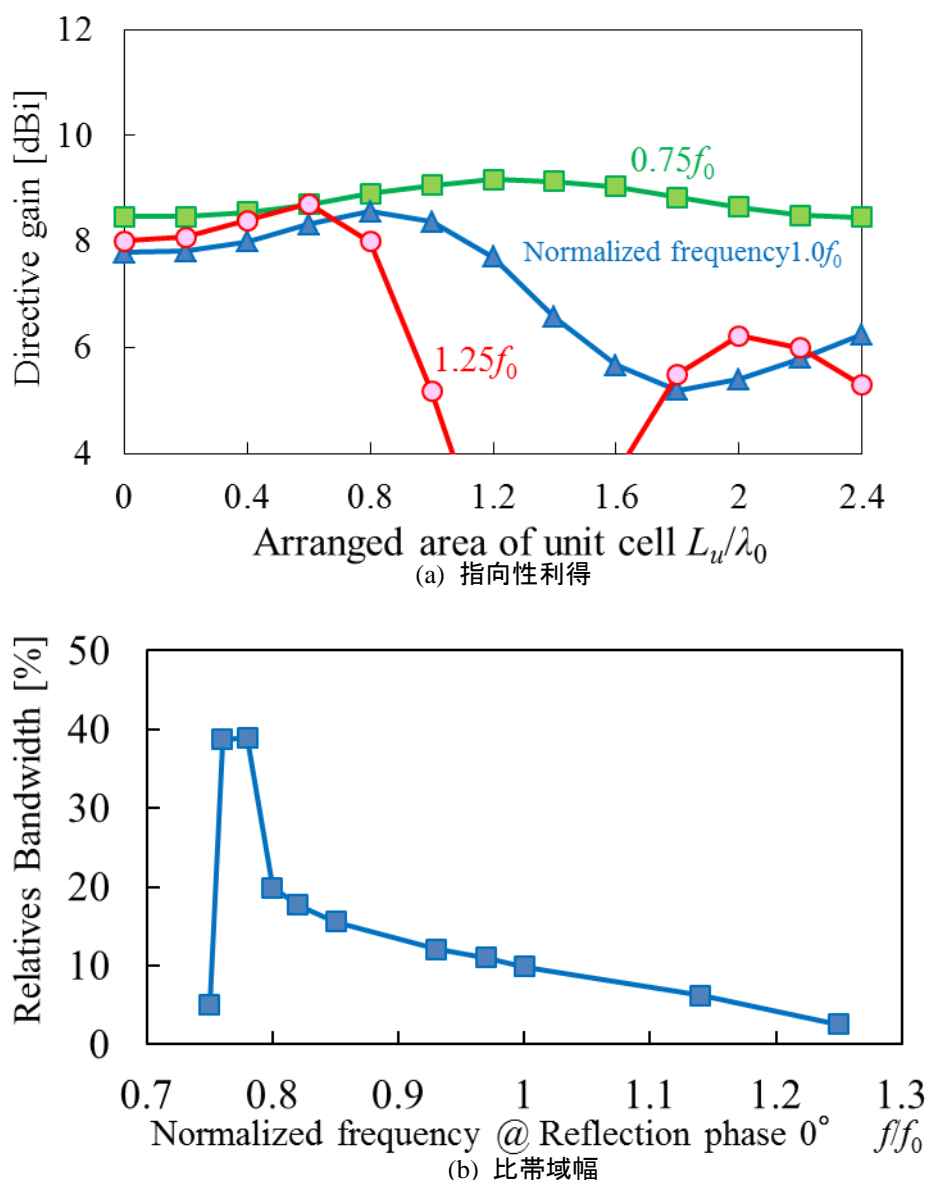 12
10
8
6
4
Directive gain [dBi]
0.75f₀
Normalized frequency1.0f₀
1.25f₀
0 0.4 0.8 1.2 1.6 2 2.4
Arranged area of unit cell Lᵤ/λ₀
(a) 指向性利得
50
40
30
20
10
0
Relatives Bandwidth [%]
0.7 0.8 0.9 1 1.1 1.2 1.3
Normalized frequency @ Reflection phase 0° f/f₀
(b) 比帯域幅